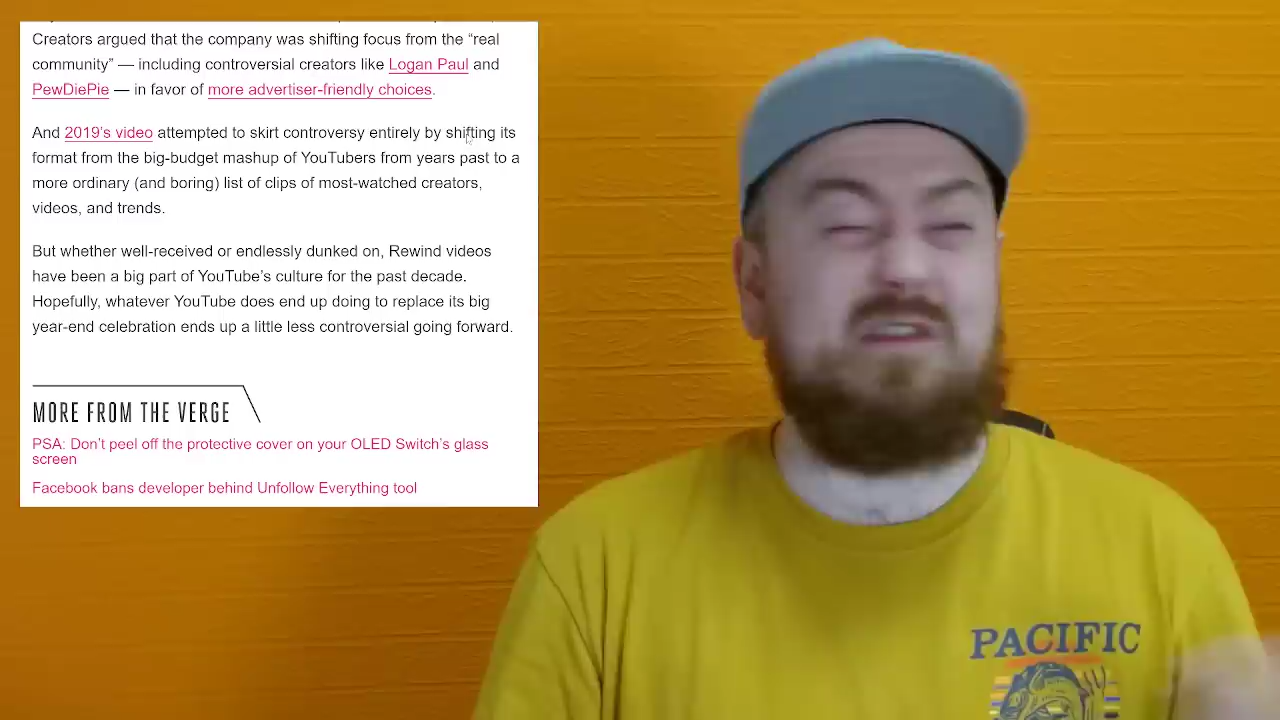 Creators argued that the company was shifting focus from the “real
community” — including controversial creators like Logan Paul and
PewDiePie — in favor of more advertiser-friendly choices.
And 2019’s video attempted to skirt controversy entirely by shifting its
format from the big-budget mashup of YouTubers from years past to a
more ordinary (and boring) list of clips of most-watched creators,
videos, and trends.
But whether well-received or endlessly dunked on, Rewind videos
have been a big part of YouTube’s culture for the past decade.
Hopefully, whatever YouTube does end up doing to replace its big
year-end celebration ends up a little less controversial going forward.
MORE FROM THE VERGE
PSA: Don’t peel off the protective cover on your OLED Switch’s glass
screen
Facebook bans developer behind Unfollow Everything tool
PACIFIC